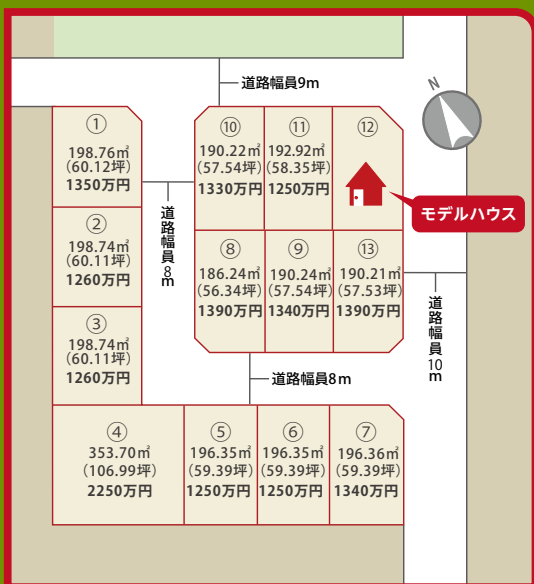 道路幅員9m
N
①
198.76㎡
(60.12坪)
1350万円
⑩
190.22㎡
(57.54坪)
1330万円
⑪
192.92㎡
(58.35坪)
1250万円
⑫
モデルハウス
道路幅員8m
②
198.74㎡
(60.11坪)
1260万円
⑧
186.24㎡
(56.34坪)
1390万円
⑨
190.24㎡
(57.54坪)
1340万円
⑬
190.21㎡
(57.53坪)
1390万円
道路幅員10m
③
198.74㎡
(60.11坪)
1260万円
道路幅員8m
④
353.70㎡
(106.99坪)
2250万円
⑤
196.35㎡
(59.39坪)
1250万円
⑥
196.35㎡
(59.39坪)
1250万円
⑦
196.36㎡
(59.39坪)
1340万円